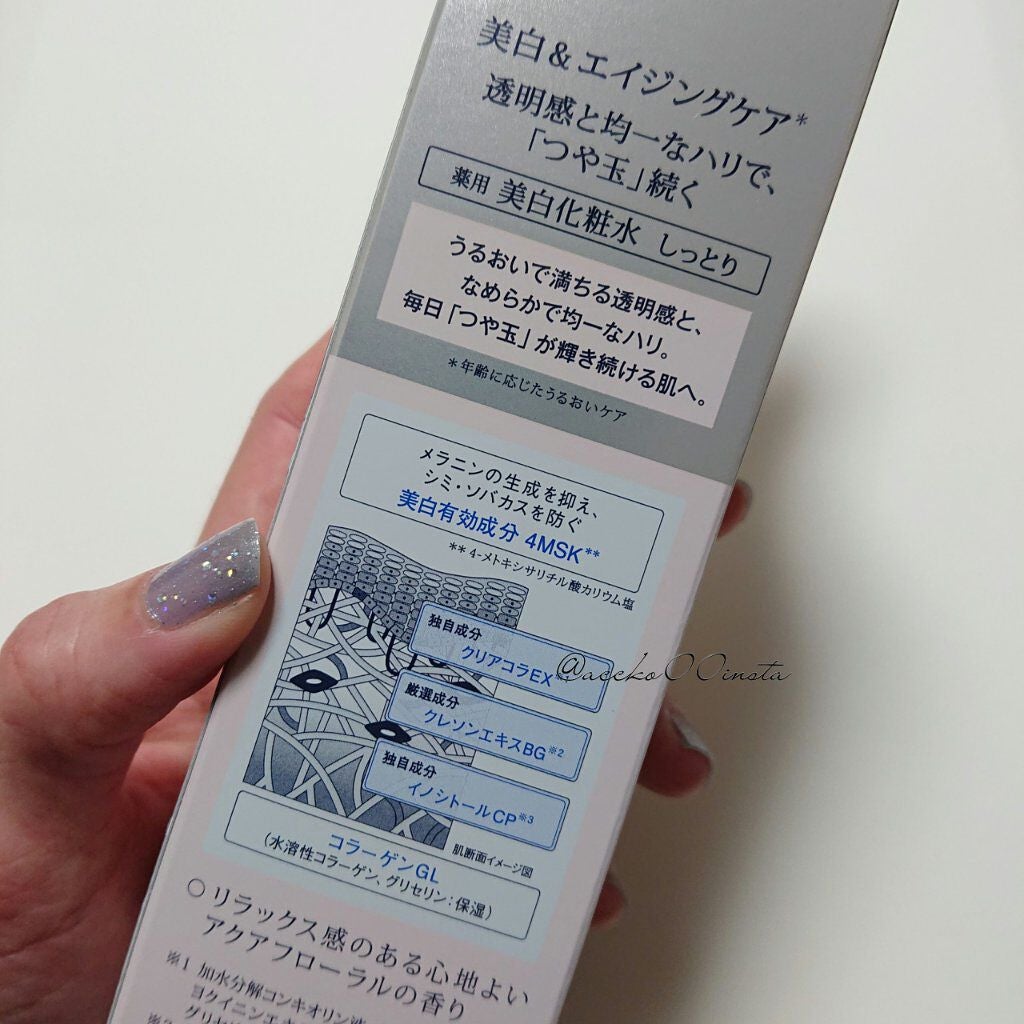 美白&エイジングケア*
透明感と均一なハリで、
「つや玉」続く
薬用 美白化粧水 しっとり
うるおいで満ちる透明感と、
なめらかで均一なハリ。
毎日「つや玉」が輝き続ける肌へ。
*年齢に応じたうるおいケア
メラニンの生成を抑え、
シミ・ソバカスを防ぐ
美白有効成分 4MSK**
**4-メトキシサリチル酸カリウム塩
独自成分
クリアコラEX
@aceko00insta
厳選成分
クレソンエキスBG※2
独自成分
イノシトールCP※3
肌断面イメージ図
コラーゲンGL
(水溶性コラーゲン、グリセリン:保湿)
○リラックス感のある心地よい
アクアフローラルの香り
※1 加水分解コンキオリン液
ヨクイニンエキ